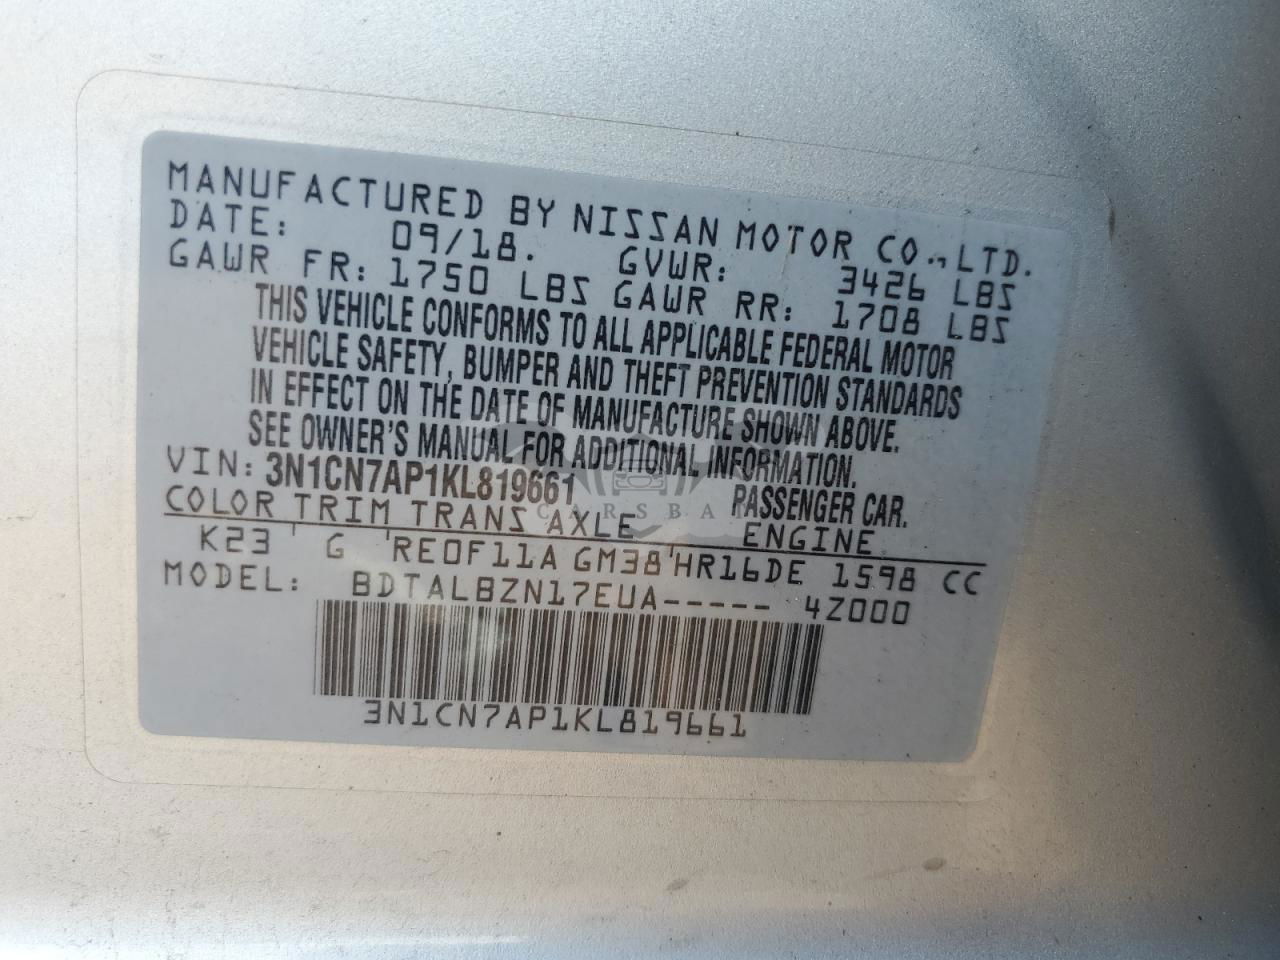 MANUFACTURED BY NISSAN MOTOR CO., LTD.
DATE: 09/18. GVWR: 3426 LBS
GAWR FR: 1750 LBS GAWR RR: 1708 LBS
THIS VEHICLE CONFORMS TO ALL APPLICABLE FEDERAL MOTOR
VEHICLE SAFETY, BUMPER AND THEFT PREVENTION STANDARDS
IN EFFECT ON THE DATE OF MANUFACTURE SHOWN ABOVE.
SEE OWNER'S MANUAL FOR ADDITIONAL INFORMATION.
VIN: 3N1CN7AP1KL819661 PASSENGER CAR.
COLOR TRIM TRANS AXLE ENGINE
K23 ' G ' RE0F11A GM38 ' HR16DE 1598 CC
MODEL: BDTALBZN17EUA----- 4Z000
3N1CN7AP1KL819661
CARSBA